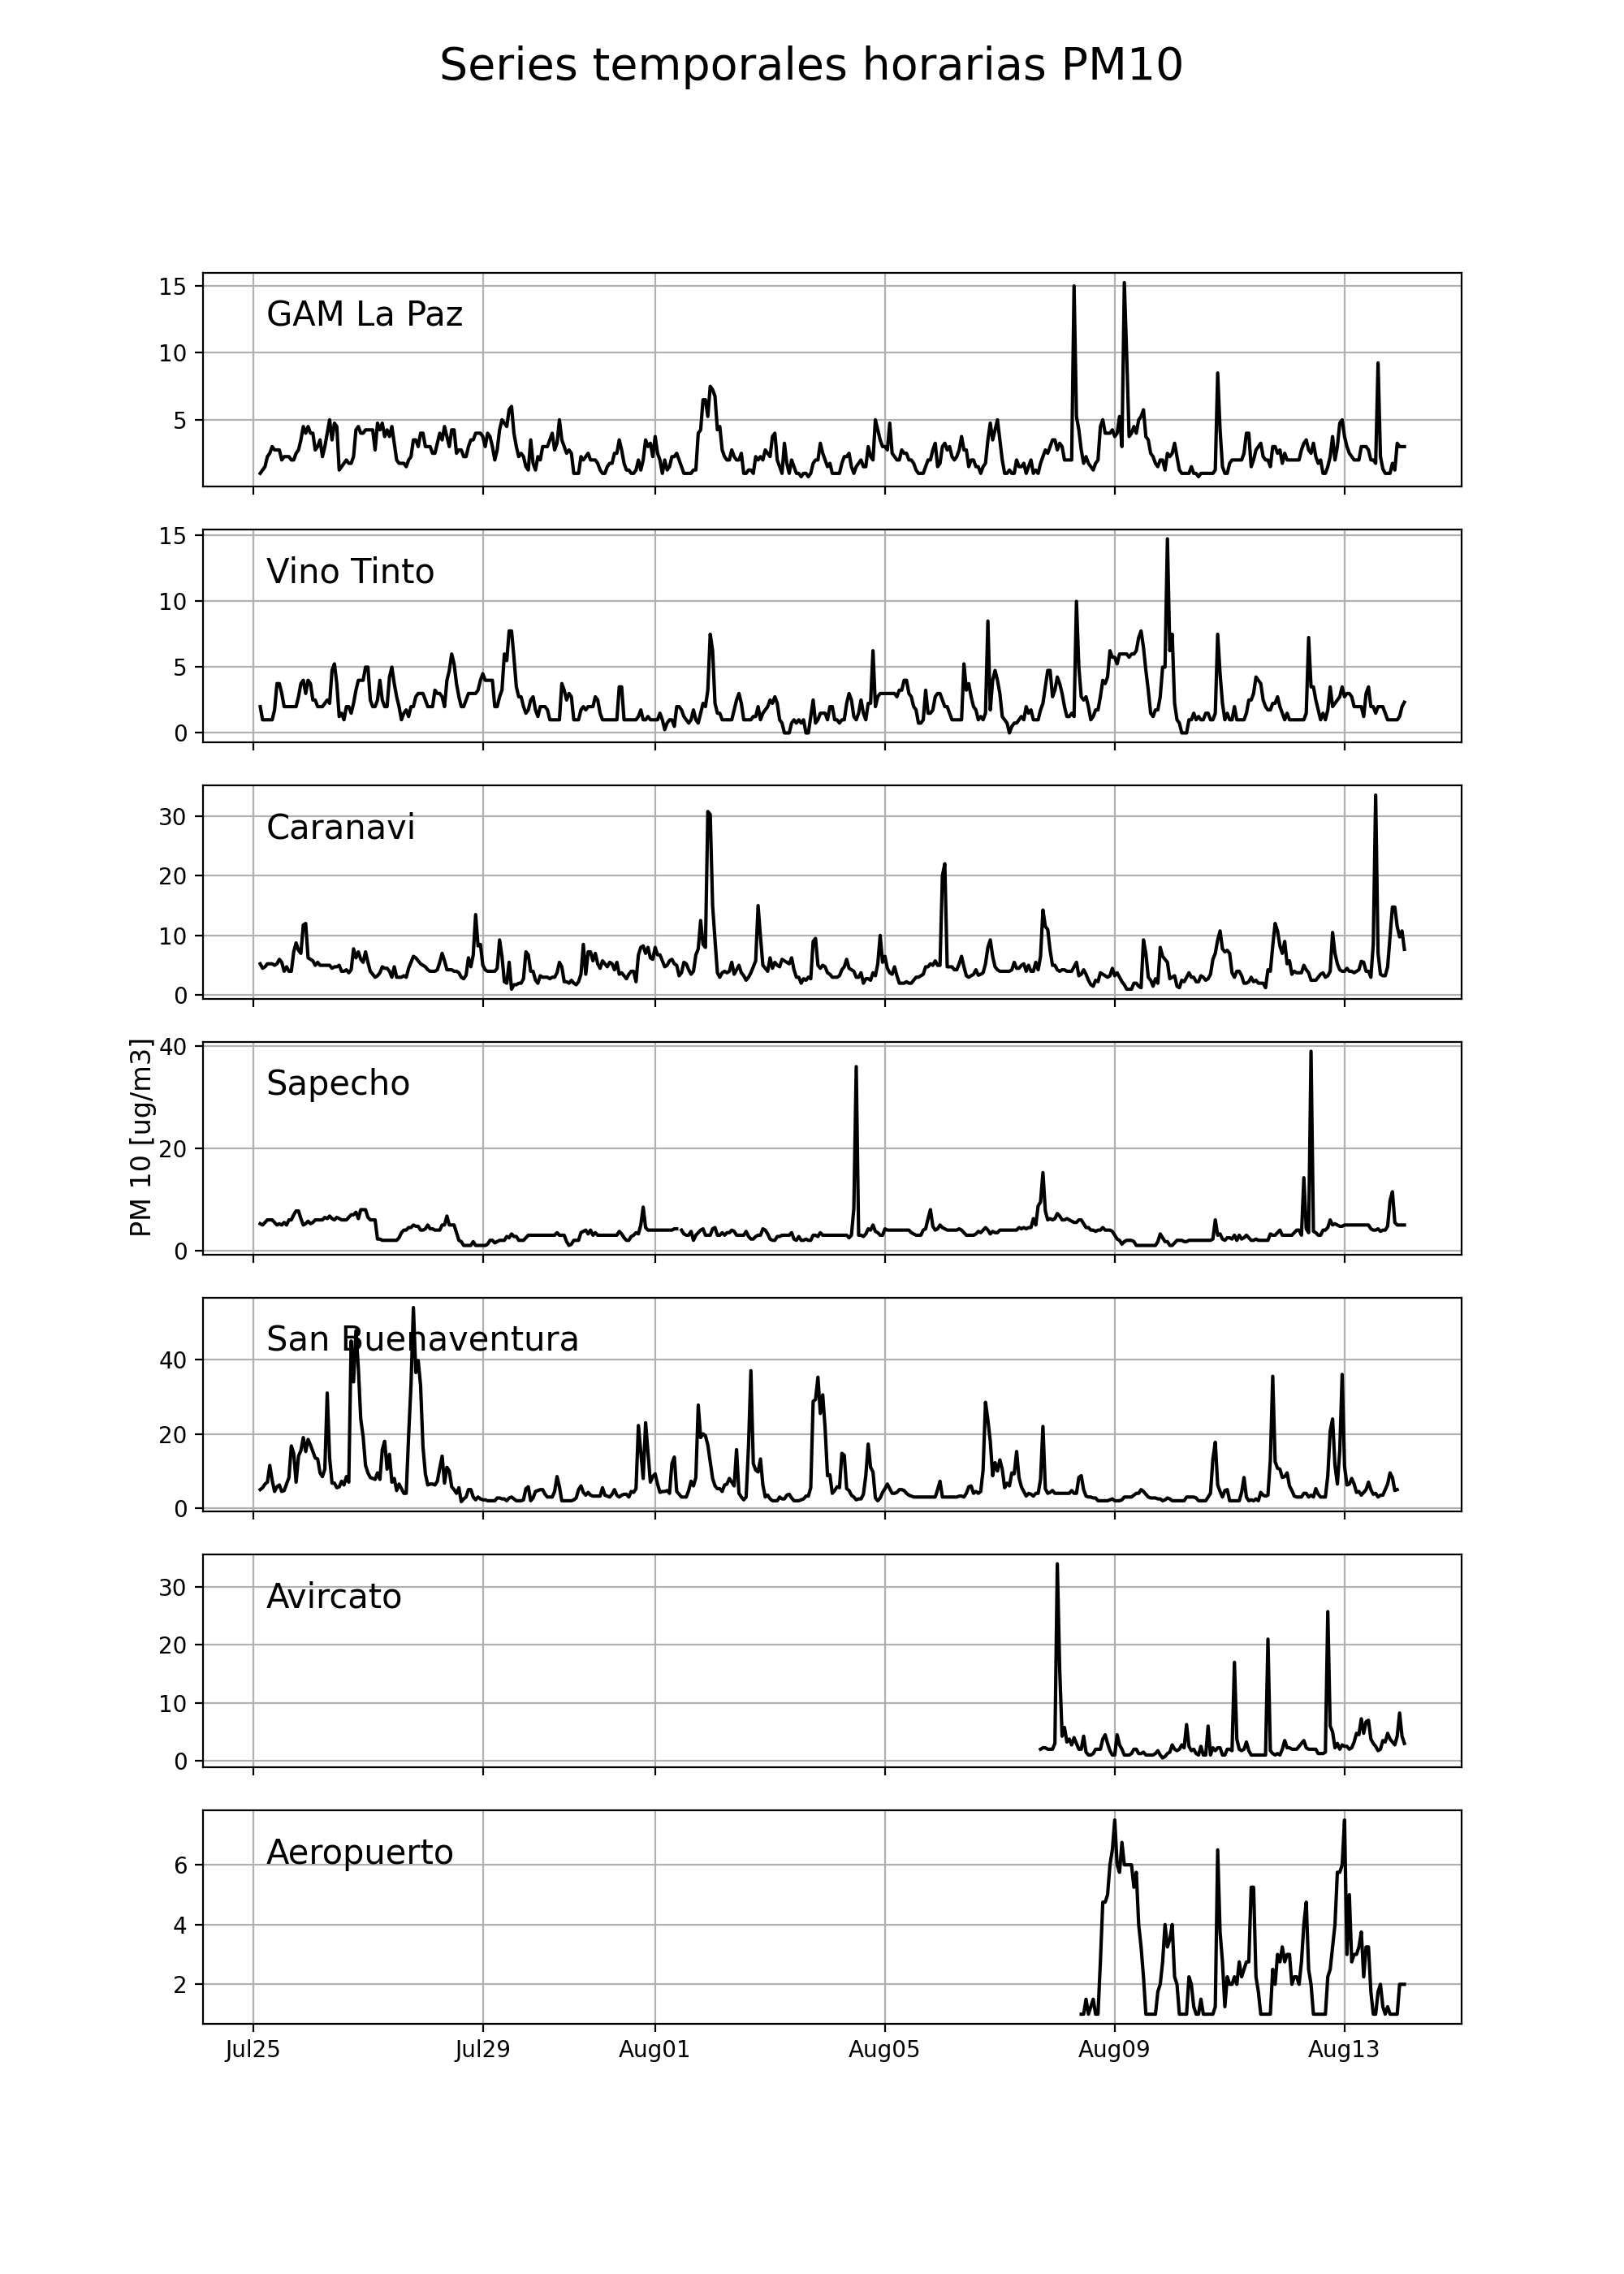 Series temporales horarias PM10
15
GAM La Paz
10
5
15
Vino Tinto
10
5
0
30
Caranavi
20
10
0
PM 10 [ug/m3]
40
Sapecho
20
0
San Buenaventura
40
20
0
30
Avircato
20
10
0
Aeropuerto
6
4
2
Jul25 Jul29 Aug01 Aug05 Aug09 Aug13